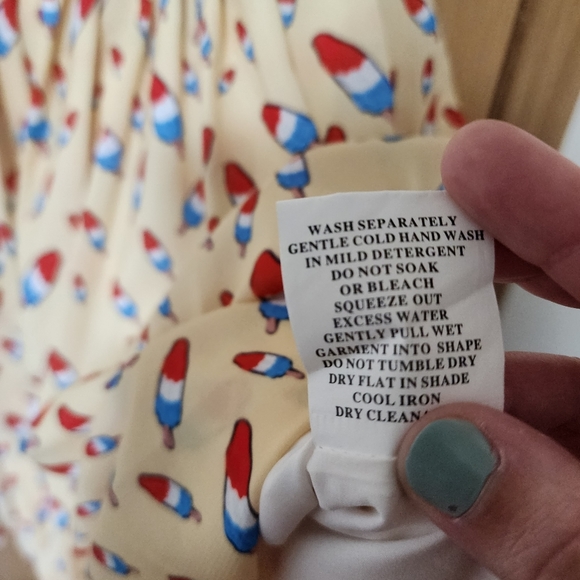 WASH SEPARATELY
GENTLE COLD HAND WASH
IN MILD DETERGENT
DO NOT SOAK
OR BLEACH
SQUEEZE OUT
EXCESS WATER
GENTLY PULL WET
GARMENT INTO SHAPE
DO NOT TUMBLE DRY
DRY FLAT IN SHADE
COOL IRON
DRY